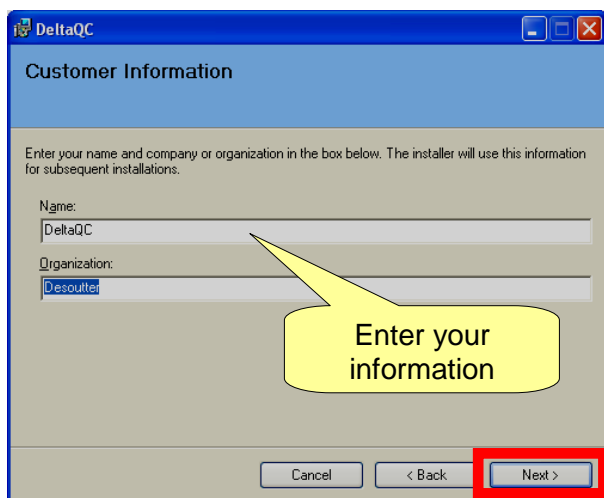 DeltaQC
Customer Information
Enter your name and company or organization in the box below. The installer will use this information
for subsequent installations.
Name:
DeltaQC
Organization:
Desoutter
Enter your
information
Cancel
< Back
Next >